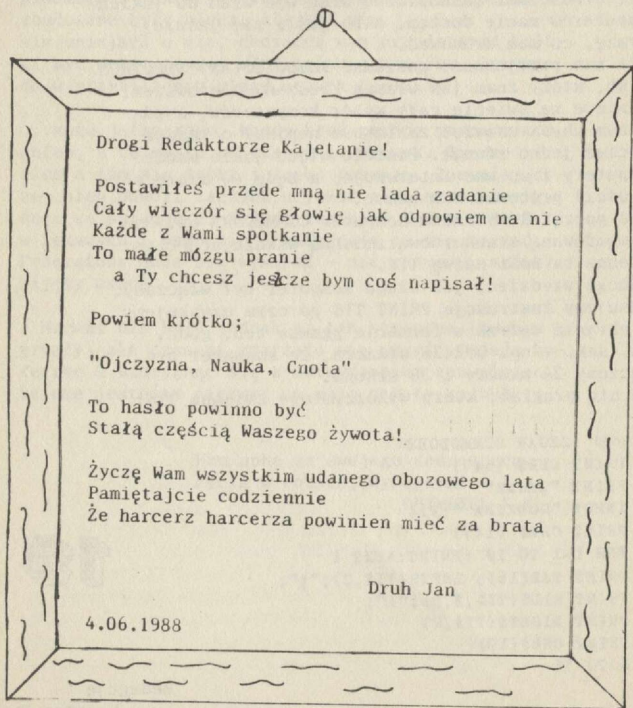 Drogi Redaktorze Kajetanie!
Postawiłeś przede mną nie lada zadanie
Cały wieczór się głowię jak odpowiem na nie
Każde z Wami spotkanie
To małe mózgu pranie
a Ty chcesz jeszcze bym coś napisał!
Powiem krótko;
"Ojczyzna, Nauka, Cnota"
To hasło powinno być
Stałą częścią Waszego żywota!
Życzę Wam wszystkim udanego obozowego lata
Pamiętajcie codziennie
Że harcerz harcerza powinien mieć za brata
Druh Jan
4.06.1988